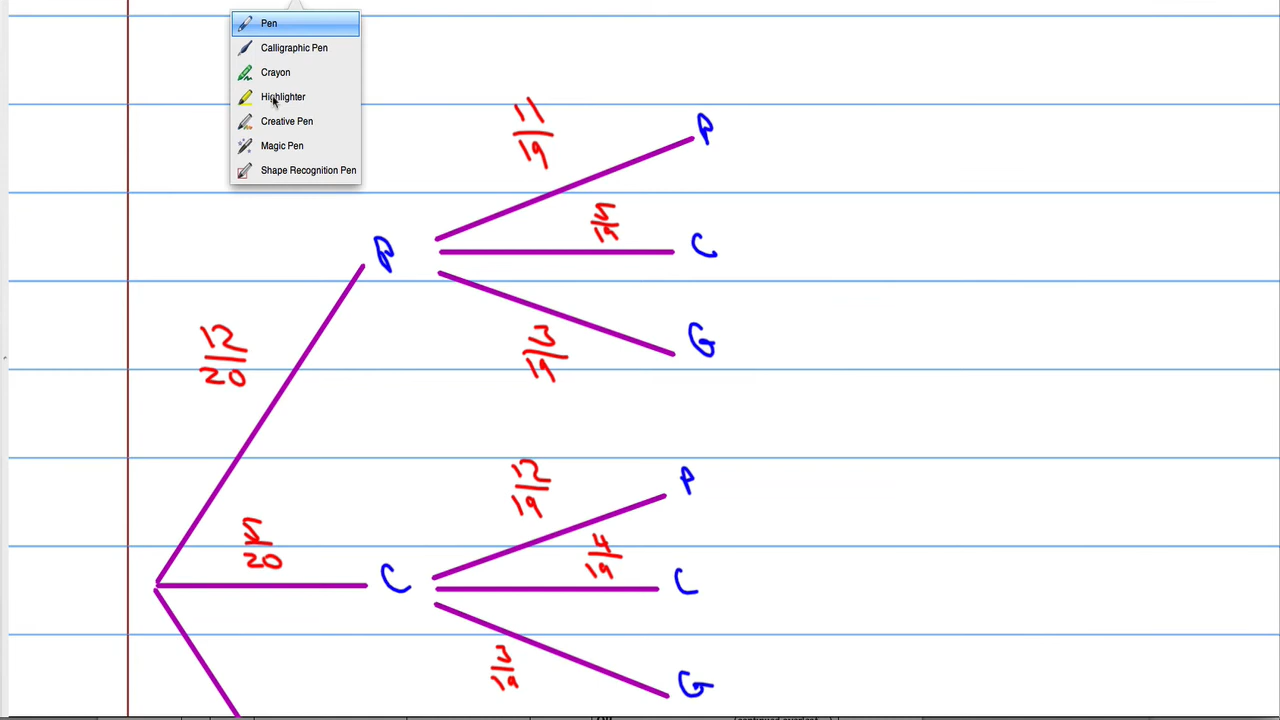 Pen
Calligraphic Pen
Crayon
Highlighter
Creative Pen
Magic Pen
Shape Recognition Pen
11/19
P
5/19
C
P
3/19
G
12/20
12/19
P
4/19
C
5/20
C
3/19
G